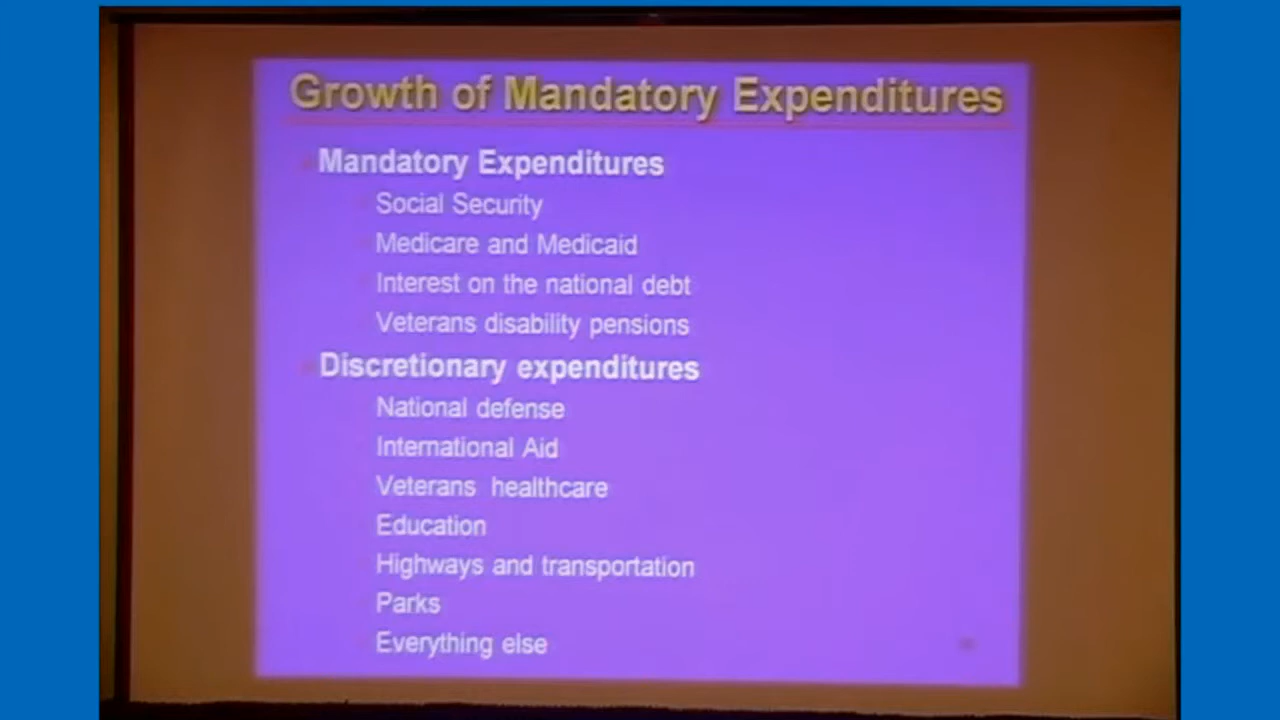 Growth of Mandatory Expenditures
Mandatory Expenditures
Social Security
Medicare and Medicaid
Interest on the national debt
Veterans disability pensions
Discretionary expenditures
National defense
International Aid
Veterans healthcare
Education
Highways and transportation
Parks
Everything else